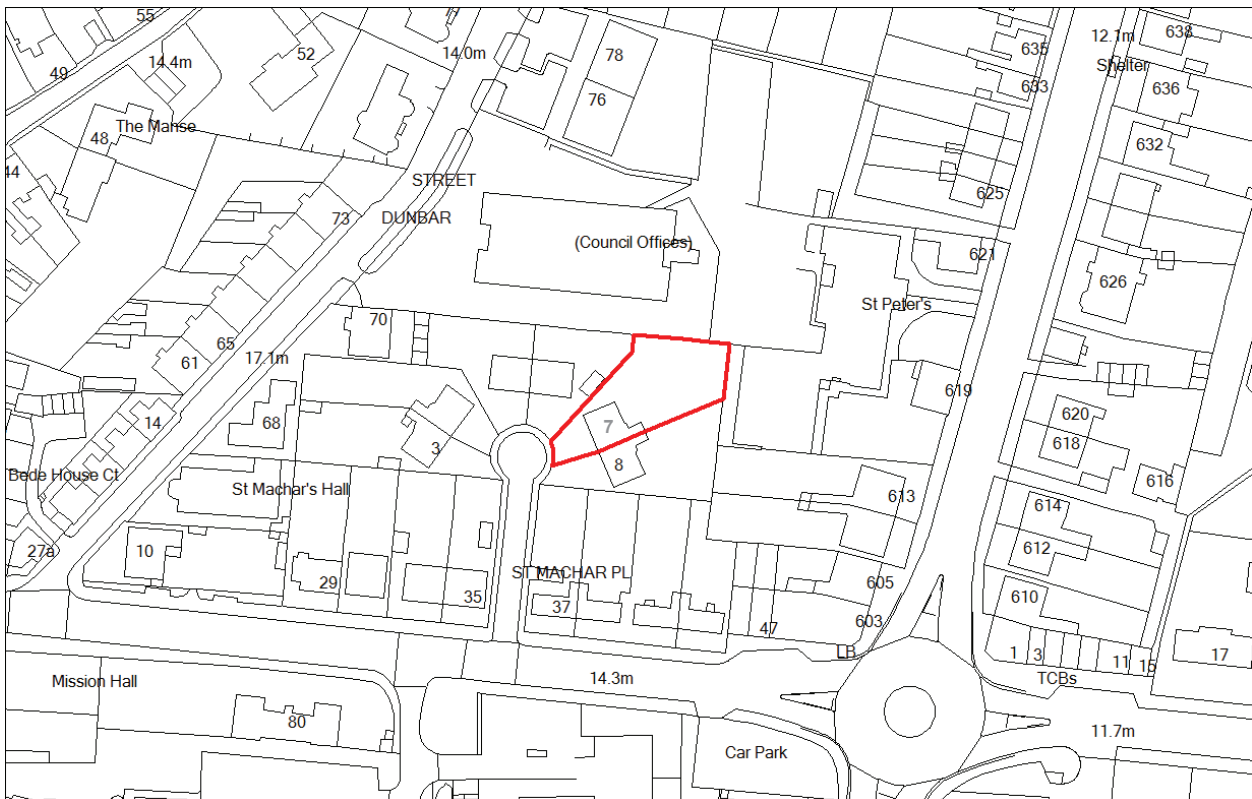 55
635
12.1m
638
14.0m
52
78
14.4m
Shelter
49
633
636
76
The Manse
48
632
44
STREET
625
73
DUNBAR
(Council Offices)
621
626
St Peter's
70
65
17.1m
61
619
620
14
68
7
3
618
8
Bede House Ct
St Machar's Hall
616
613
614
27a
10
612
ST MACHAR PL
29
605
35
610
37
603
47
LB
1
3
11
15
17
TCBs
Mission Hall
14.3m
80
11.7m
Car Park